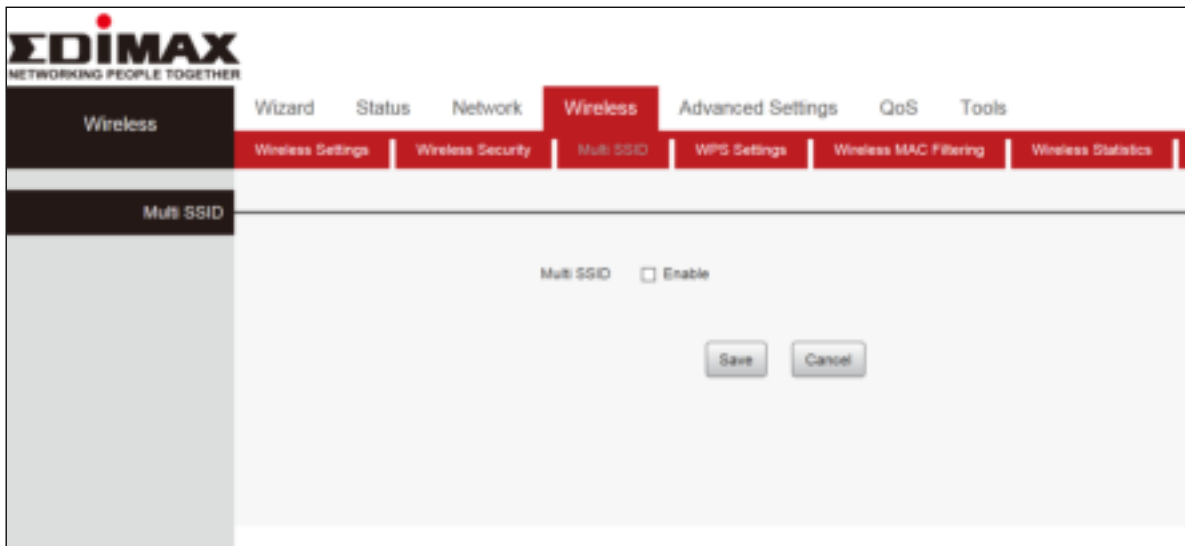 EDIMAX
NETWORKING PEOPLE TOGETHER
Wireless
Wizard Status Network Wireless Advanced Settings QoS Tools
Wireless Settings Wireless Security Multi SSID WPS Settings Wireless MAC Filtering Wireless Statistics
Multi SSID
Multi SSID Enable
Save Cancel